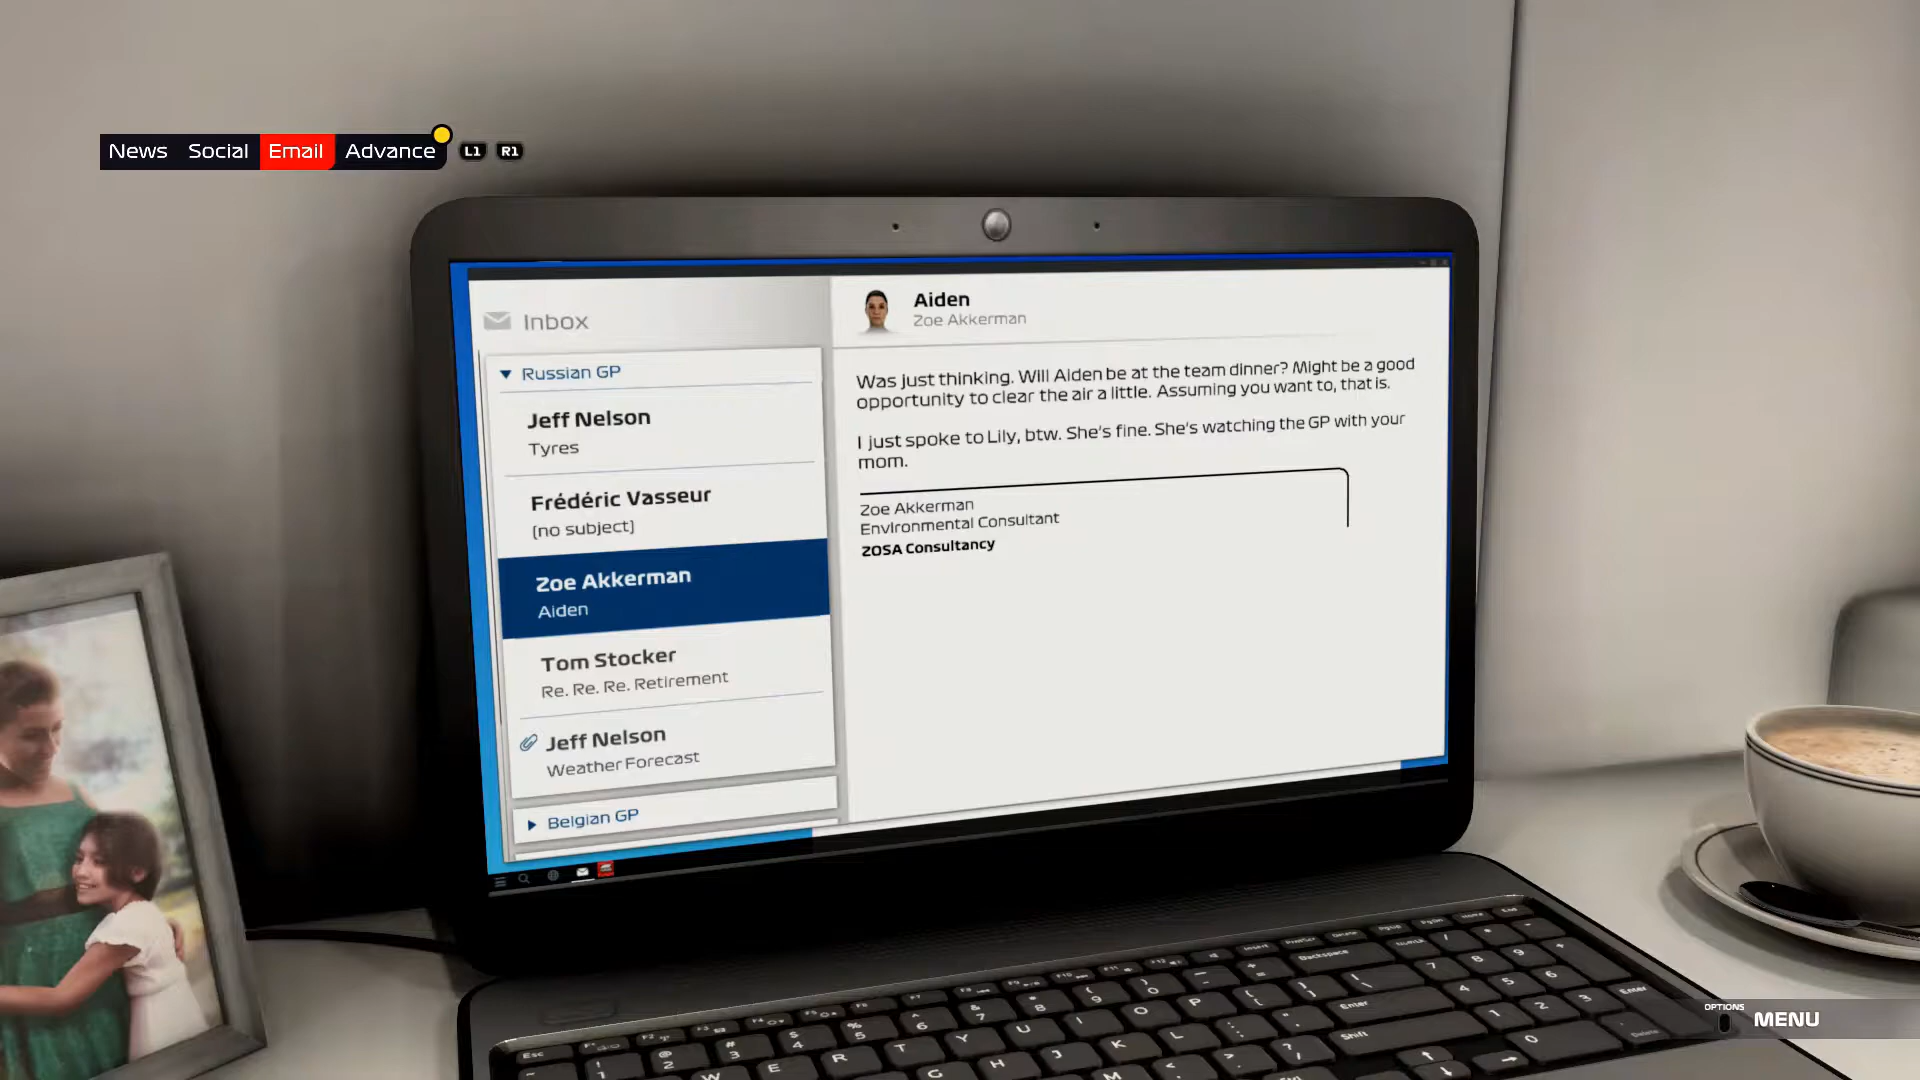 News Social Email Advance L1 R1
Inbox
Russian GP
Jeff Nelson
Tyres
Frédéric Vasseur
(no subject)
Zoe Akkerman
Aiden
Tom Stocker
Re. Re. Re. Retirement
Jeff Nelson
Weather Forecast
Belgian GP
Aiden
Zoe Akkerman
Was just thinking. Will Aiden be at the team dinner? Might be a good
opportunity to clear the air a little. Assuming you want to, that is.
I just spoke to Lily, btw. She's fine. She's watching the GP with your
mom.
Zoe Akkerman
Environmental Consultant
ZOSA Consultancy
OPTIONS
MENU